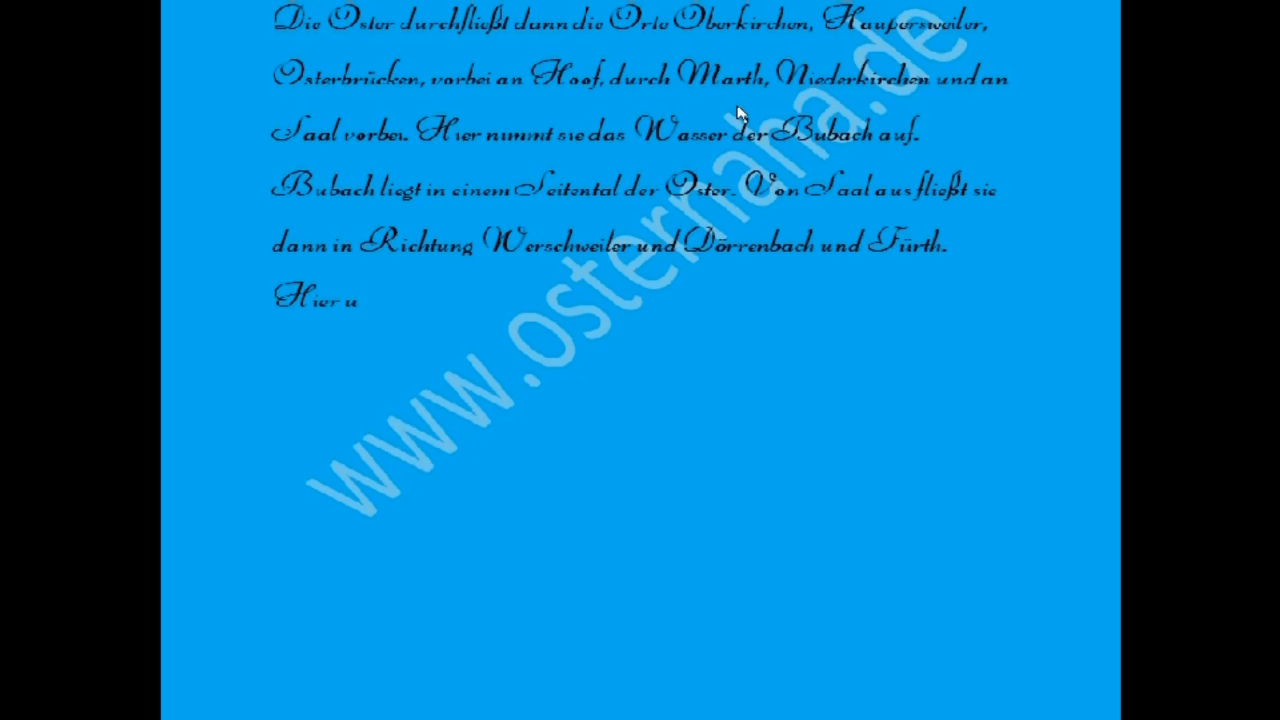 Die Oster durchfließt dann die Orte Oberkirchen, Haupersweiler,
Osterbrücken, vorbei an Hoof, durch Marth, Niederkirchen und an
Saal vorbei. Hier nimmt sie das Wasser der Bubach auf.
Bubach liegt in einem Seitental der Oster. Von Saal aus fließt sie
dann in Richtung Werschweiler und Dörrenbach und Fürth.
Hier u
www.osternaha.de